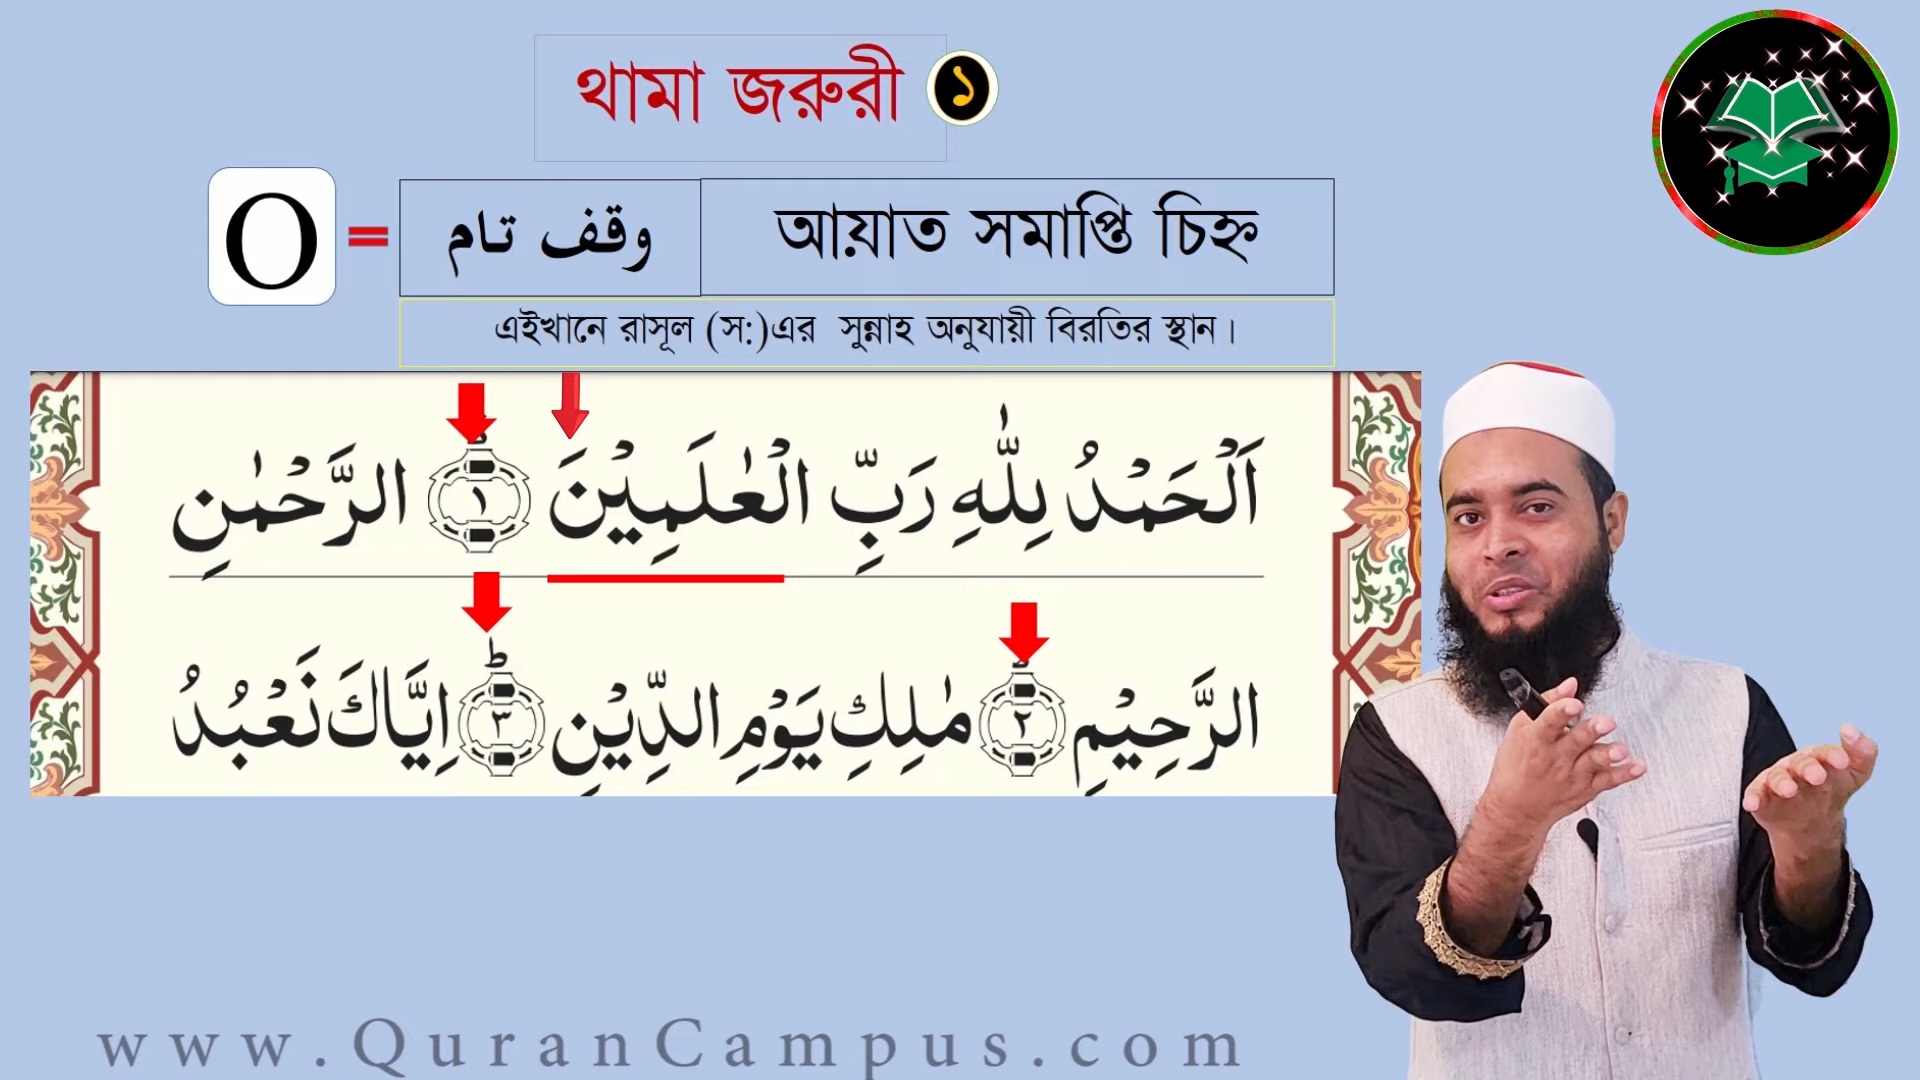 থামা জরুরী ১
O = وقف تام আয়াত সমাপ্তি চিহ্ন
এইখানে রাসূল (স:)এর সুন্নাহ অনুযায়ী বিরতির স্থান।
اَلْحَمْدُ لِلّٰهِ رَبِّ الْعٰلَمِيْنَ ۙ١ الرَّحْمٰنِ
الرَّحِيْمِ ۙ٢ مٰلِكِ يَوْمِ الدِّيْنِ ؕ٣ اِيَّاكَ نَعْبُدُ
www.QuranCampus.com